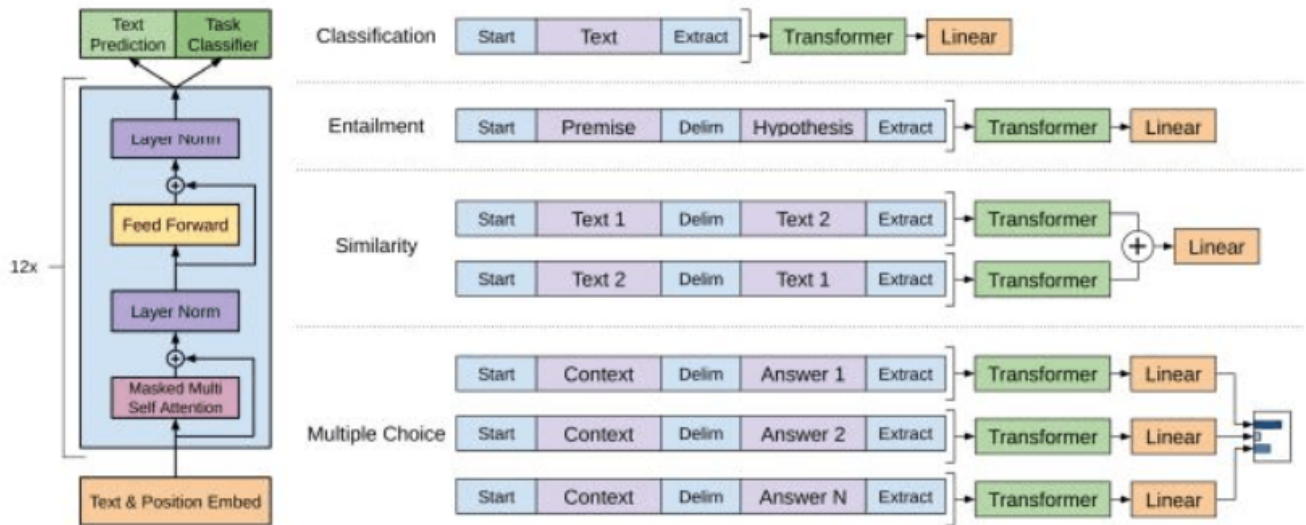 Text
Prediction
Task
Classifier
Layer Norm
Feed Forward
12x
Layer Norm
Masked Multi
Self Attention
Text & Position Embed
Classification
Start Text Extract Transformer Linear
Entailment
Start Premise Delim Hypothesis Extract Transformer Linear
Similarity
Start Text 1 Delim Text 2 Extract Transformer
Linear
Start Text 2 Delim Text 1 Extract Transformer
Multiple Choice
Start Context Delim Answer 1 Extract Transformer Linear
Start Context Delim Answer 2 Extract Transformer Linear
Start Context Delim Answer N Extract Transformer Linear